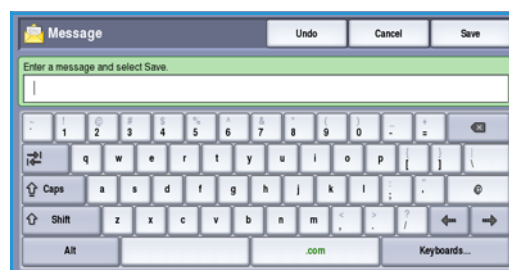 Message Undo Cancel Save
Enter a message and select Save.
~ ` ! 1 @ 2 # 3 $ 4 % 5 ^ 6 & 7 * 8 ( 9 ) 0 _ - + =
q w e r t y u i o p { [ } ] | \
Caps a s d f g h j k l : ; " ' @
Shift z x c v b n m < , > . ? /
Alt .com Keyboards...